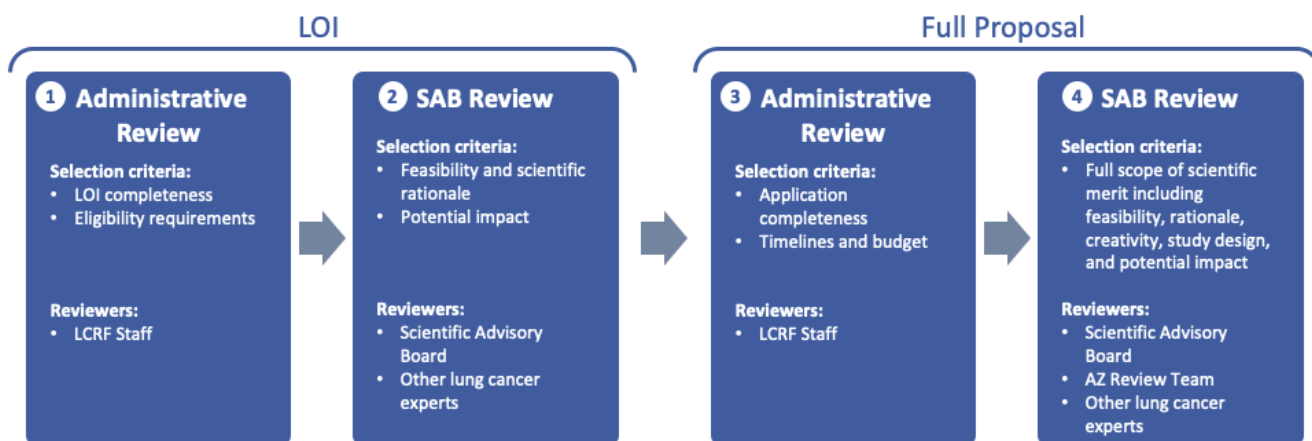 LOI
Full Proposal
1 Administrative
Review
Selection criteria:
• LOI completeness
• Eligibility requirements
Reviewers:
• LCRF Staff
2 SAB Review
Selection criteria:
• Feasibility and scientific
rationale
• Potential impact
Reviewers:
• Scientific Advisory
Board
• Other lung cancer
experts
3 Administrative
Review
Selection criteria:
• Application
completeness
• Timelines and budget
Reviewers:
• LCRF Staff
4 SAB Review
Selection criteria:
• Full scope of scientific
merit including
feasibility, rationale,
creativity, study design,
and potential impact
Reviewers:
• Scientific Advisory
Board
• AZ Review Team
• Other lung cancer
experts